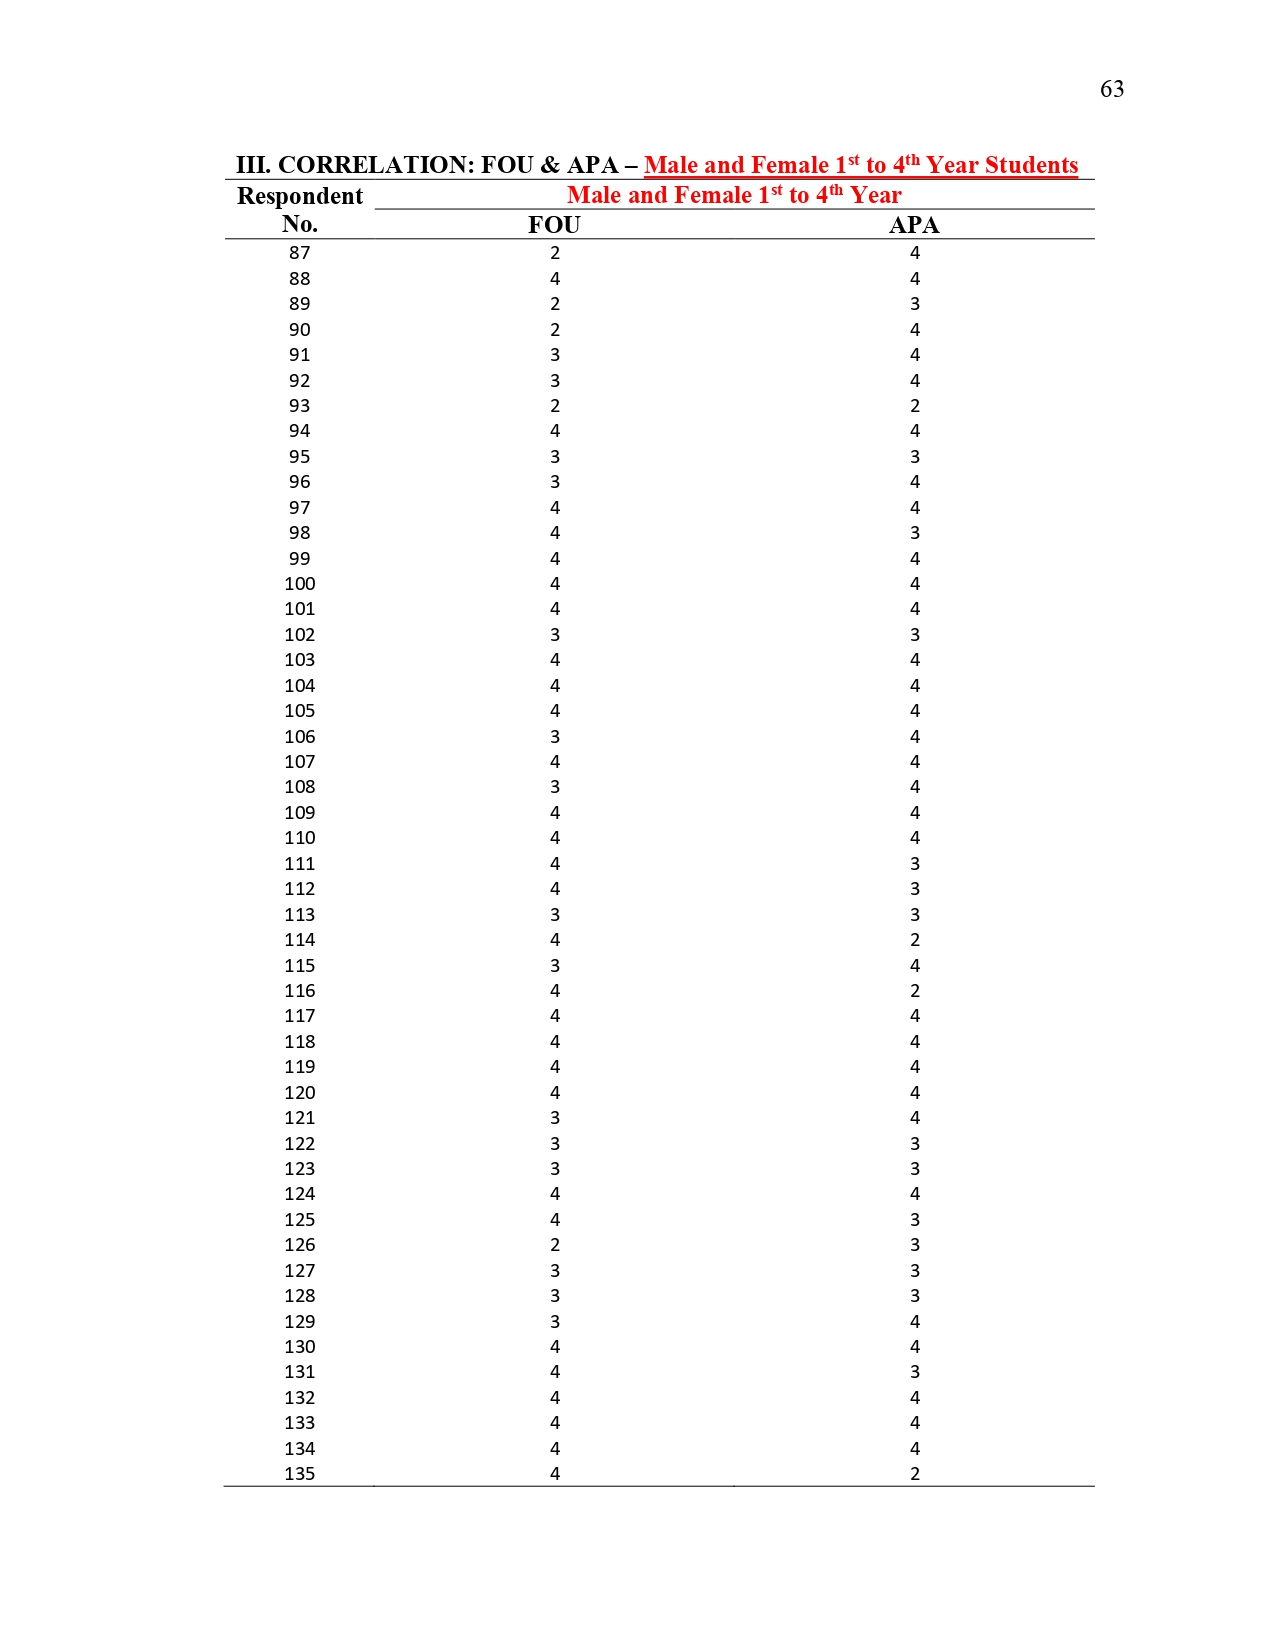 63
III. CORRELATION: FOU & APA – Male and Female 1st to 4th Year Students
Respondent No. Male and Female 1st to 4th Year
FOU APA
87 2 4
88 4 4
89 2 3
90 2 4
91 3 4
92 3 4
93 2 2
94 4 4
95 3 3
96 3 4
97 4 4
98 4 3
99 4 4
100 4 4
101 4 4
102 3 3
103 4 4
104 4 4
105 4 4
106 3 4
107 4 4
108 3 4
109 4 4
110 4 4
111 4 3
112 4 3
113 3 3
114 4 2
115 3 4
116 4 2
117 4 4
118 4 4
119 4 4
120 4 4
121 3 4
122 3 3
123 3 3
124 4 4
125 4 3
126 2 3
127 3 3
128 3 3
129 3 4
130 4 4
131 4 3
132 4 4
133 4 4
134 4 4
135 4 2